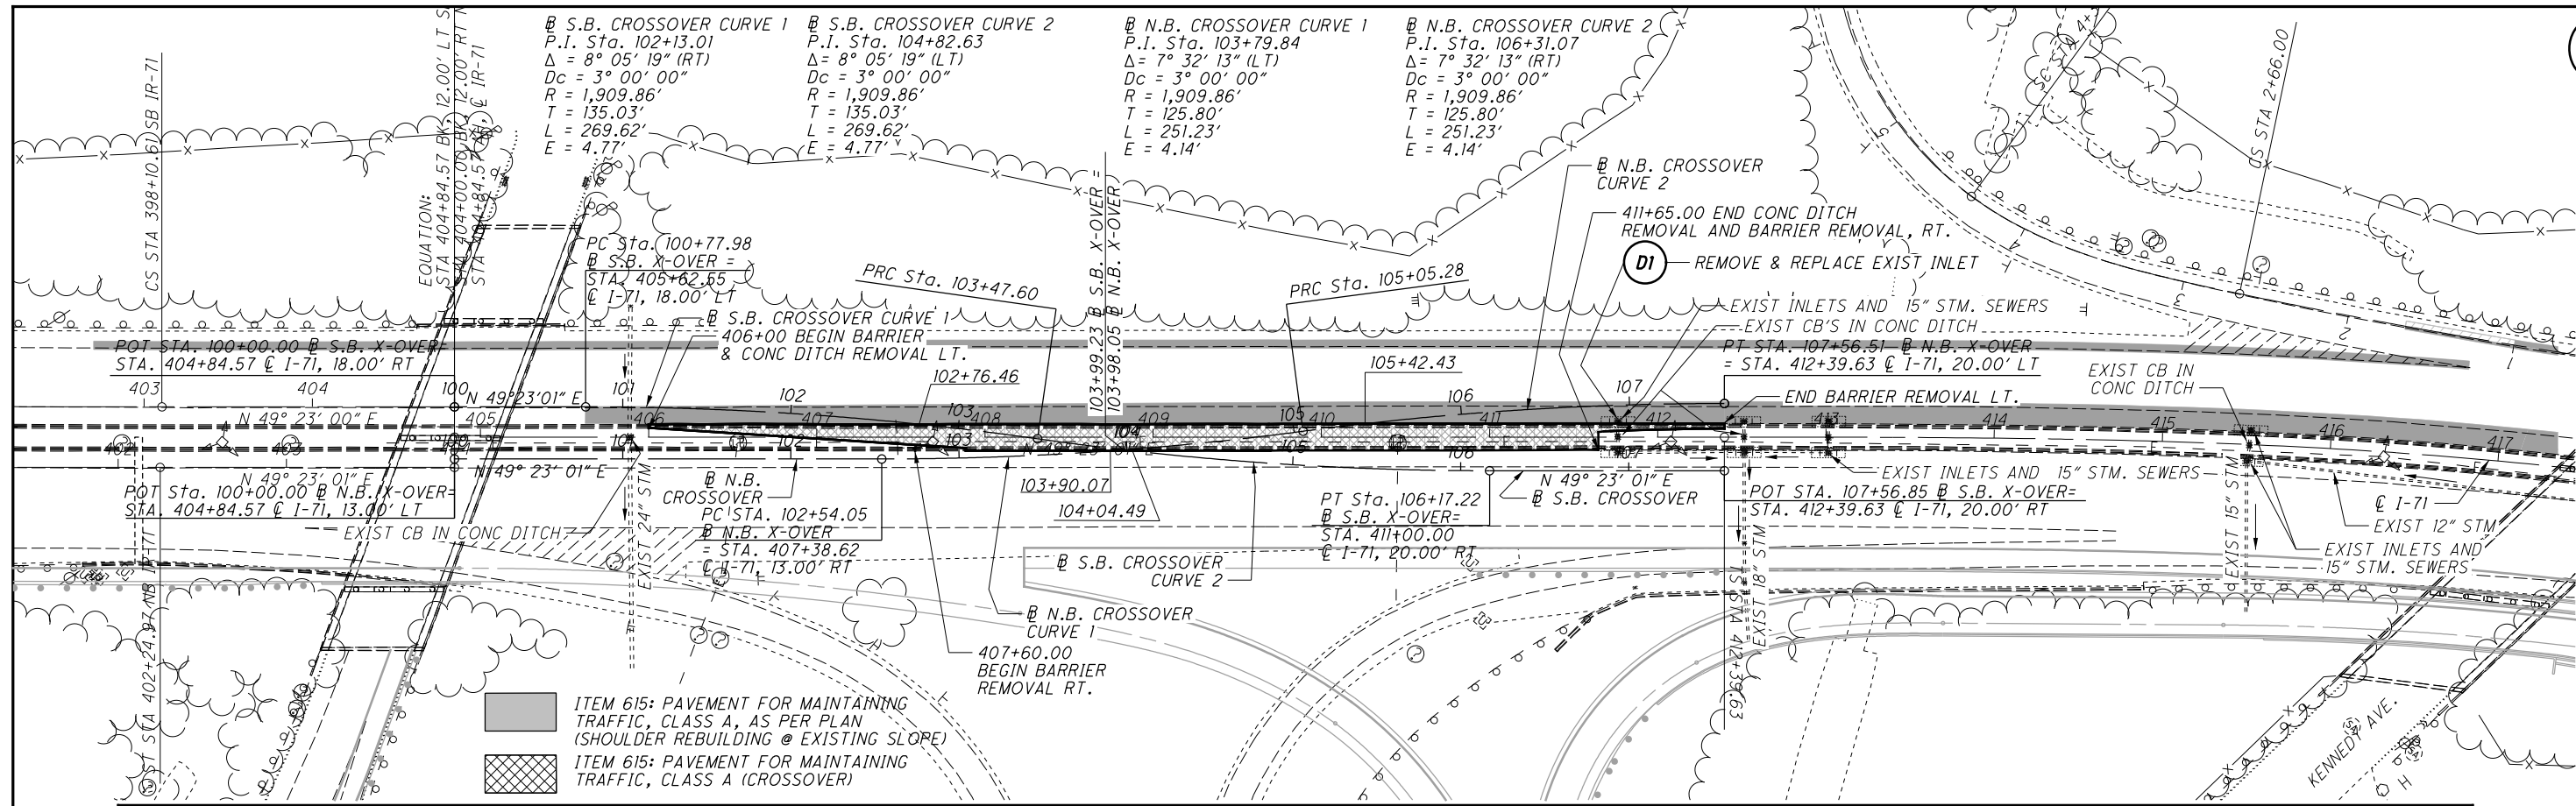 ℄ S.B. CROSSOVER CURVE 1
P.I. Sta. 102+13.01
Δ = 8° 05' 19" (RT)
Dc = 3° 00' 00"
R = 1,909.86'
T = 135.03'
L = 269.62'
E = 4.77'
℄ S.B. CROSSOVER CURVE 2
P.I. Sta. 104+82.63
Δ = 8° 05' 19" (LT)
Dc = 3° 00' 00"
R = 1,909.86'
T = 135.03'
L = 269.62'
E = 4.77'
℄ N.B. CROSSOVER CURVE 1
P.I. Sta. 103+79.84
Δ = 7° 32' 13" (LT)
Dc = 3° 00' 00"
R = 1,909.86'
T = 125.80'
L = 251.23'
E = 4.14'
℄ N.B. CROSSOVER CURVE 2
P.I. Sta. 106+31.07
Δ = 7° 32' 13" (RT)
Dc = 3° 00' 00"
R = 1,909.86'
T = 125.80'
L = 251.23'
E = 4.14'
CS STA 398+10.61 SB IR-71
EQUATION:
STA 404+84.57 BK, 12.00' LT
STA 404+00.00 BK, 12.00' RT
STA 404+84.57 ℄ IR-71
PC Sta. 100+77.98
℄ S.B. X-OVER =
STA. 405+62.55
℄ I-71, 18.00' LT
PRC Sta. 103+47.60
103+99.23 ℄ S.B. X-OVER =
103+98.05 ℄ N.B. X-OVER
PRC Sta. 105+05.28
℄ N.B. CROSSOVER
CURVE 2
411+65.00 END CONC DITCH
REMOVAL AND BARRIER REMOVAL, RT.
D1
REMOVE & REPLACE EXIST INLET
EXIST INLETS AND 15" STM. SEWERS
EXIST CB'S IN CONC DITCH
PT STA. 107+56.51 ℄ N.B. X-OVER
= STA. 412+39.63 ℄ I-71, 20.00' LT
END BARRIER REMOVAL LT.
CS STA 2+66.00
EXIST CB IN
CONC DITCH
℄ S.B. CROSSOVER CURVE 1
406+00 BEGIN BARRIER
& CONC DITCH REMOVAL LT.
POT STA. 100+00.00 ℄ S.B. X-OVER=
STA. 404+84.57 ℄ I-71, 18.00' RT
102+76.46
105+42.43
403 404 100 101 102 103 105 106 107
N 49°23'01" E
N 49° 23' 00" E
405 406 407 408 409 410 411 412 413 414 415 416 417
402 403 101 102 103 104 105 106 107
N 49° 23' 01" E
N 49° 23' 01" E
POT Sta. 100+00.00 ℄ N.B. X-OVER=
STA. 404+84.57 ℄ I-71, 13.00' LT
EXIST CB IN CONC DITCH
EXIST 24" STM
℄ N.B.
CROSSOVER
PC STA. 102+54.05
℄ N.B. X-OVER
= STA. 407+38.62
℄ I-71, 13.00' RT
103+90.07
104+04.49
℄ S.B. CROSSOVER
CURVE 2
℄ N.B. CROSSOVER
CURVE 1
407+60.00
BEGIN BARRIER
REMOVAL RT.
PT Sta. 106+17.22
℄ S.B. X-OVER=
STA. 411+00.00
℄ I-71, 20.00' RT
N 49° 23' 01" E
℄ S.B. CROSSOVER
EXIST INLETS AND 15" STM. SEWERS
POT STA. 107+56.85 ℄ S.B. X-OVER=
STA. 412+39.63 ℄ I-71, 20.00' RT
EXIST 18" STM
TS STA 412+39.63
EXIST 15" STM
℄ I-71
EXIST 12" STM
EXIST INLETS AND
15" STM. SEWERS
ST STA 402+24.97 NB IR-71
KENNEDY AVE.
ITEM 615: PAVEMENT FOR MAINTAINING
TRAFFIC, CLASS A, AS PER PLAN
(SHOULDER REBUILDING @ EXISTING SLOPE)
ITEM 615: PAVEMENT FOR MAINTAINING
TRAFFIC, CLASS A (CROSSOVER)